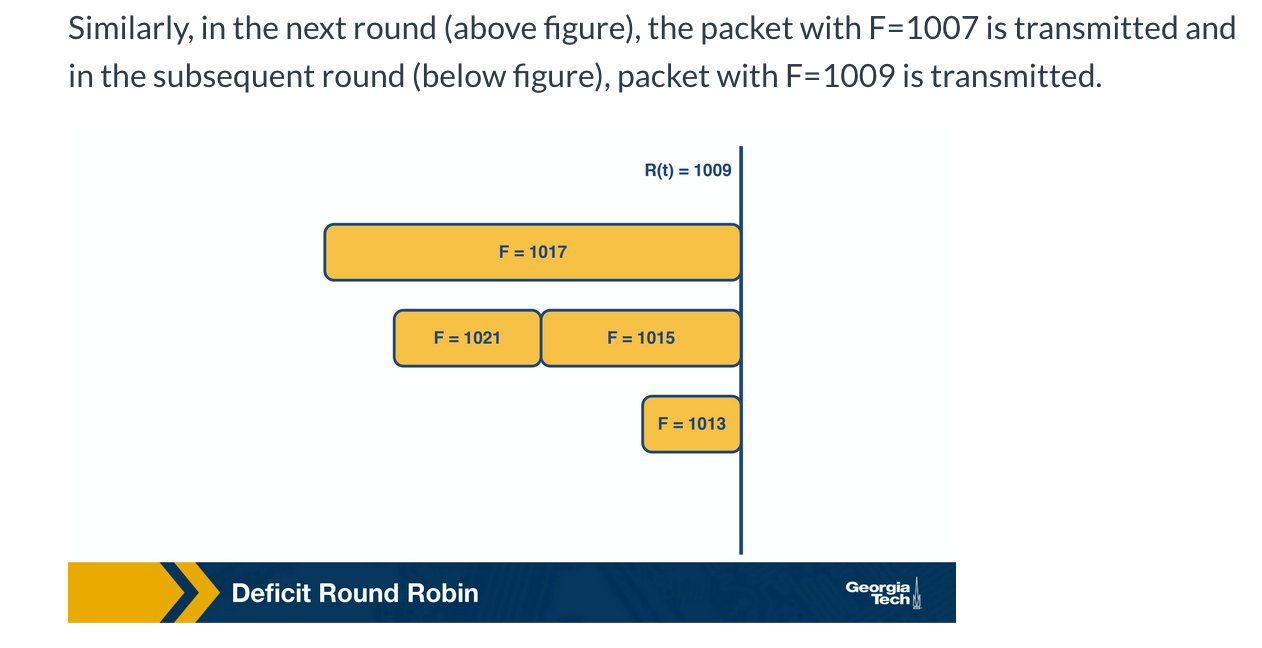 Similarly, in the next round (above figure), the packet with F=1007 is transmitted and
in the subsequent round (below figure), packet with F=1009 is transmitted.
R(t) = 1009
F = 1017
F = 1021
F = 1015
F = 1013
Deficit Round Robin
Georgia
Tech